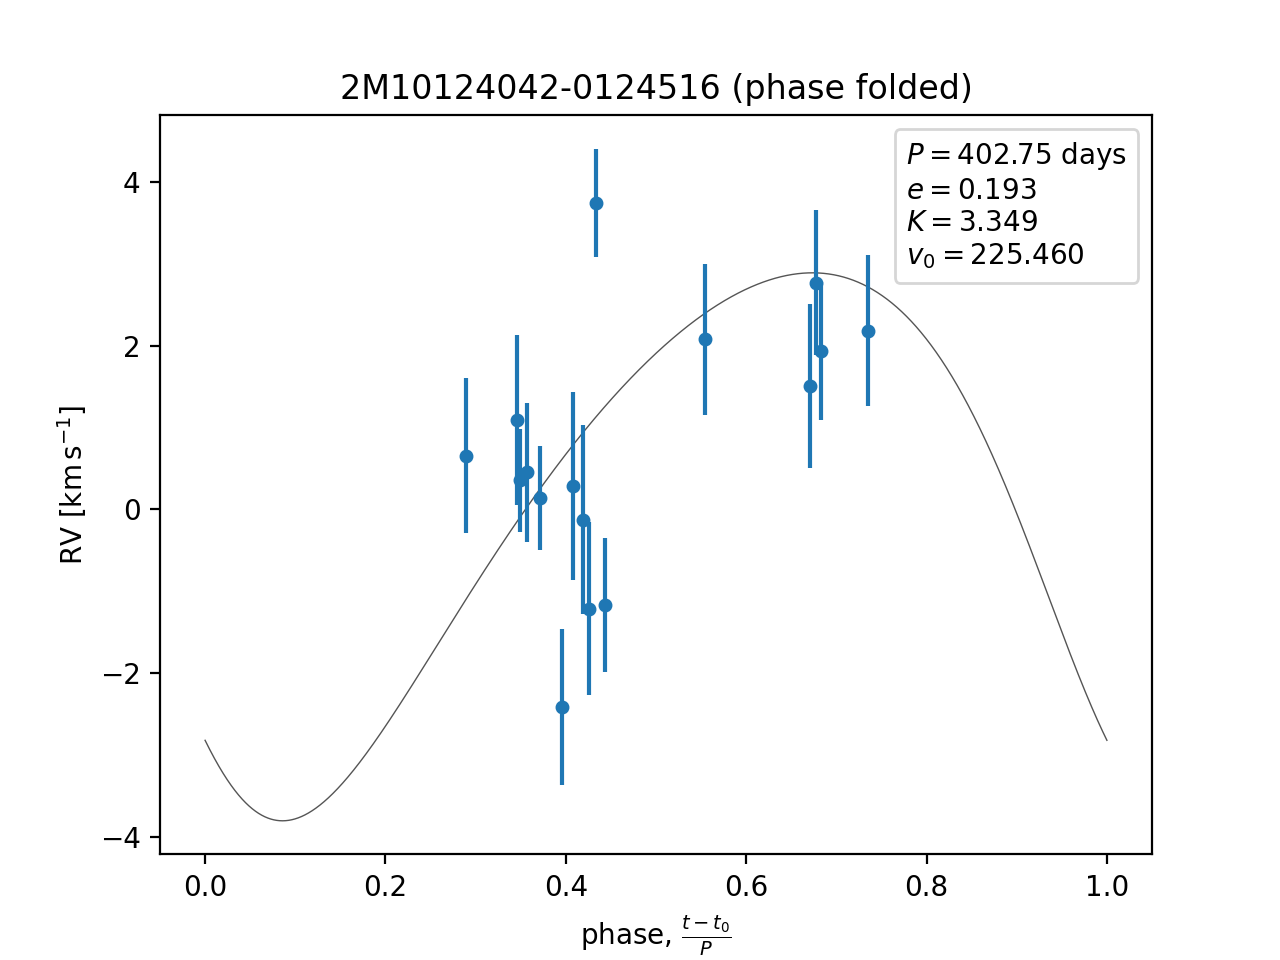 2M10124042-0124516 (phase folded)
P = 402.75 days
e = 0.193
K = 3.349
v₀ = 225.460
4
2
0
−2
−4
RV [km s⁻¹]
0.0 0.2 0.4 0.6 0.8 1.0
phase, (t − t₀)/P